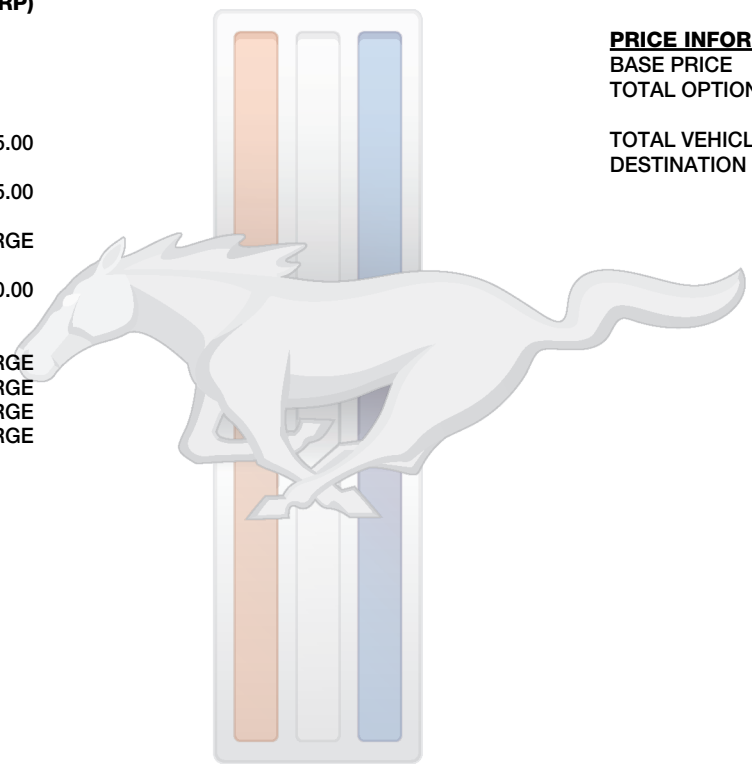 RP)
5.00
5.00
RGE
0.00
RGE
RGE
RGE
RGE
PRICE INFOR
BASE PRICE
TOTAL OPTION
TOTAL VEHICL
DESTINATION